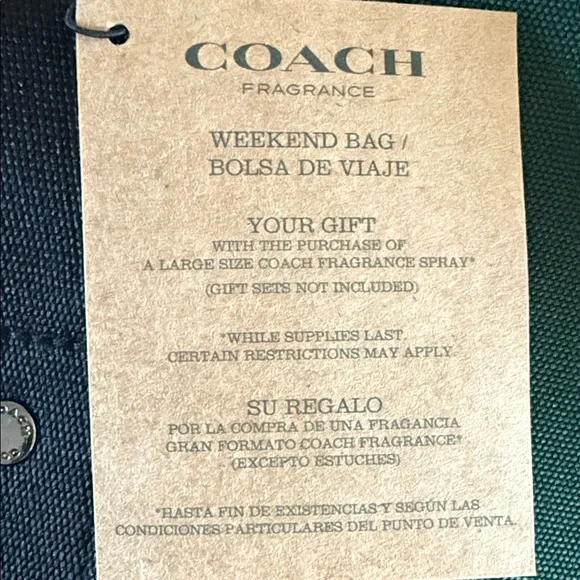 COACH
FRAGRANCE
WEEKEND BAG /
BOLSA DE VIAJE
YOUR GIFT
WITH THE PURCHASE OF
A LARGE SIZE COACH FRAGRANCE SPRAY*
(GIFT SETS NOT INCLUDED)
*WHILE SUPPLIES LAST.
CERTAIN RESTRICTIONS MAY APPLY.
SU REGALO
POR LA COMPRA DE UNA FRAGANCIA
GRAN FORMATO COACH FRAGRANCE*
(EXCEPTO ESTUCHES)
*HASTA FIN DE EXISTENCIAS Y SEGÚN LAS
CONDICIONES PARTICULARES DEL PUNTO DE VENTA.